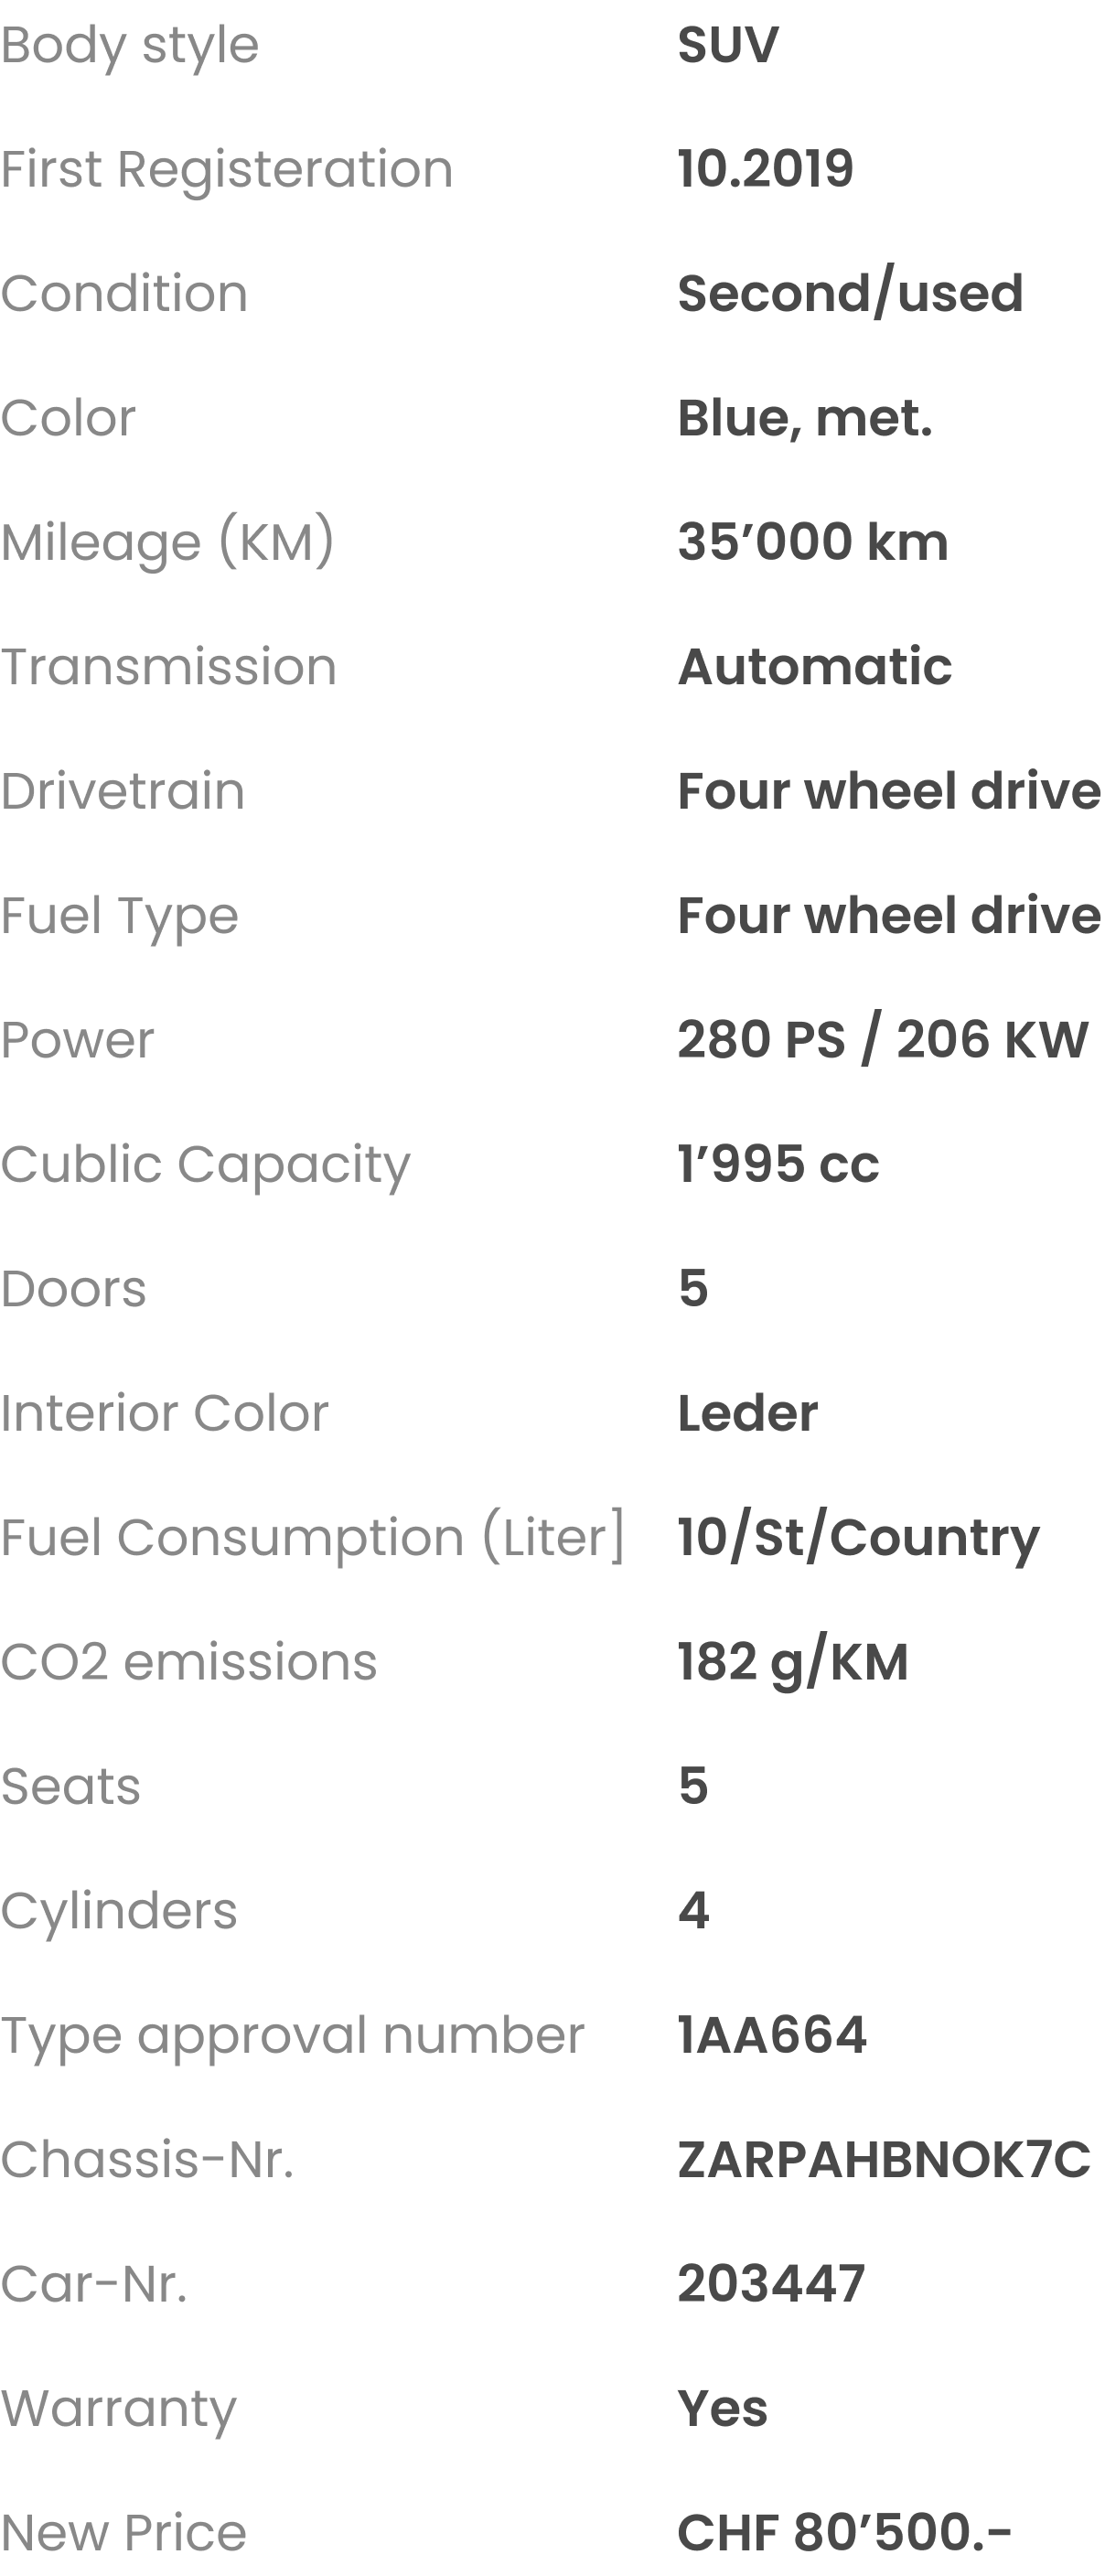 Body style SUV
First Registeration 10.2019
Condition Second/used
Color Blue, met.
Mileage (KM) 35’000 km
Transmission Automatic
Drivetrain Four wheel drive
Fuel Type Four wheel drive
Power 280 PS / 206 KW
Cublic Capacity 1’995 cc
Doors 5
Interior Color Leder
Fuel Consumption (Liter] 10/St/Country
CO2 emissions 182 g/KM
Seats 5
Cylinders 4
Type approval number 1AA664
Chassis-Nr. ZARPAHBNOK7C
Car-Nr. 203447
Warranty Yes
New Price CHF 80’500.-